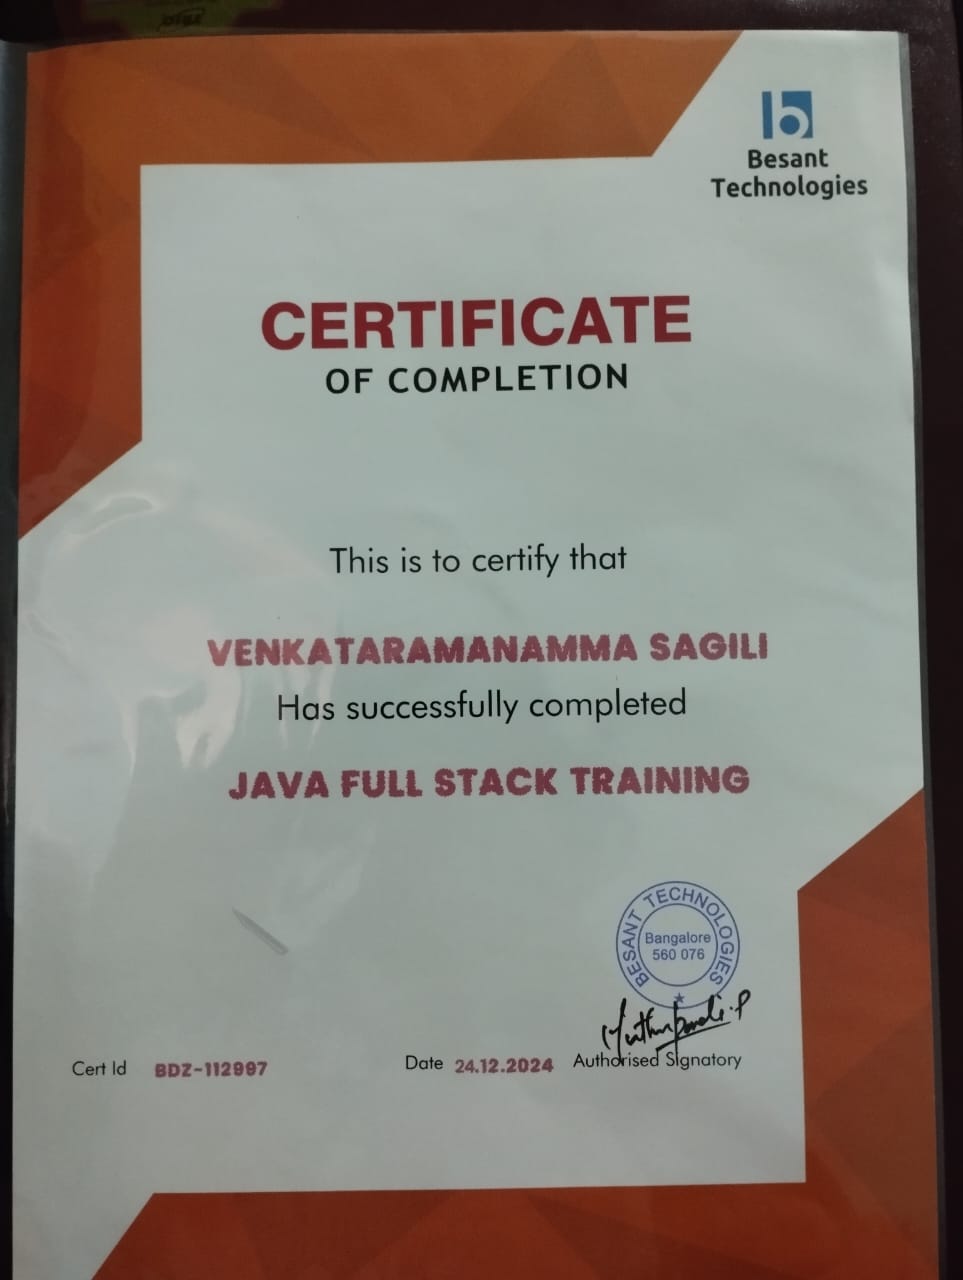 Besant
Technologies
CERTIFICATE
OF COMPLETION
This is to certify that
VENKATARAMANAMMA SAGILI
Has successfully completed
JAVA FULL STACK TRAINING
BESANT TECHNOLOGIES
Bangalore
560 076
Cert Id BDZ-112997
Date 24.12.2024
Authorised Signatory